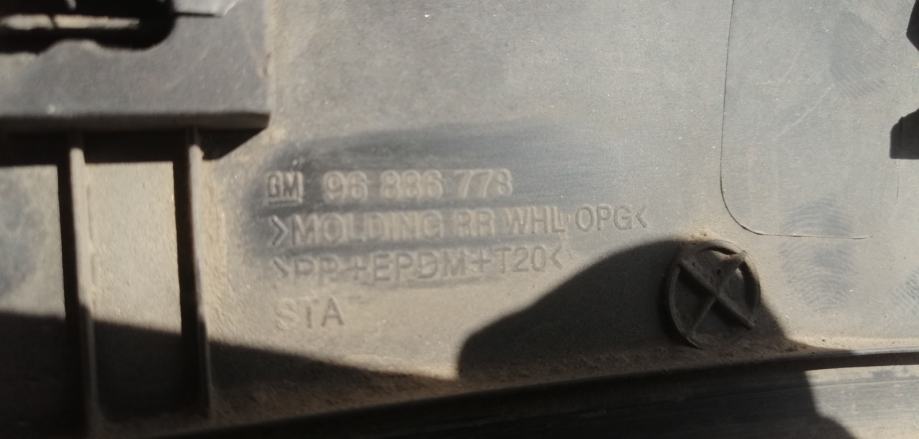 GM 96 886 778
>MOLDING RR WHL OPG<
>PP+EPDM+T20<
STA